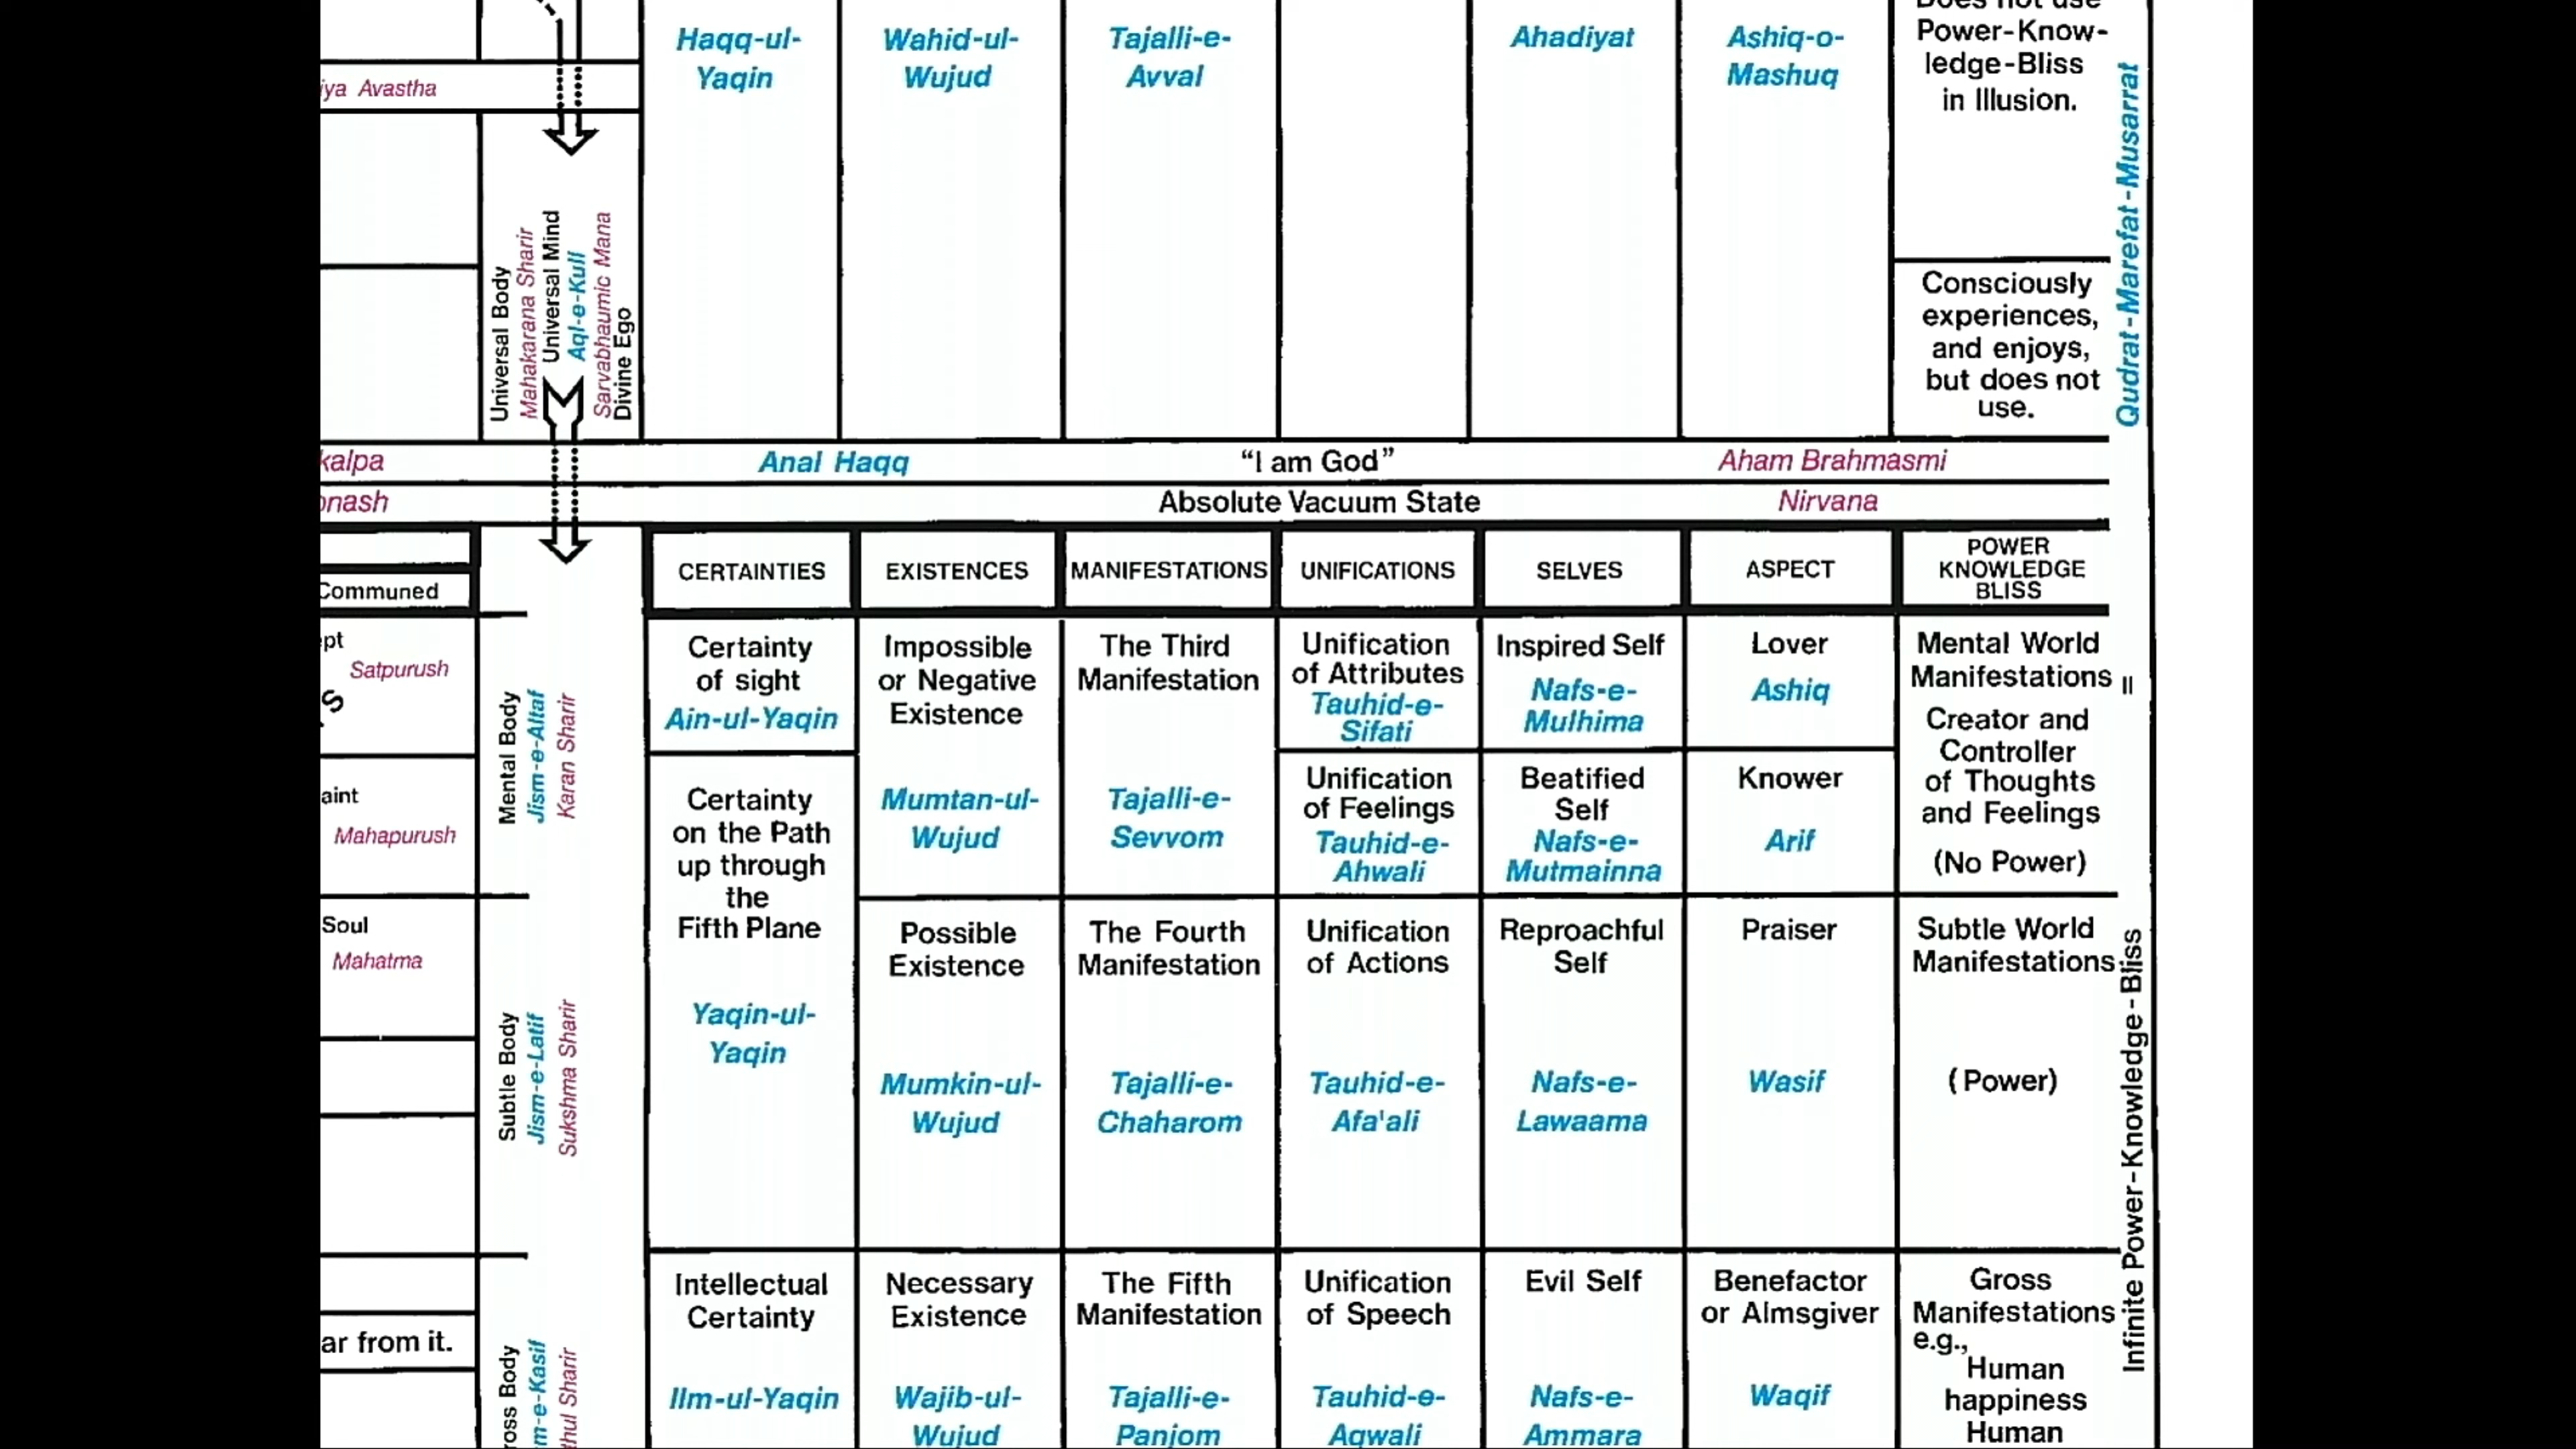 Haqq-ul-
Yaqin
Wahid-ul-
Wujud
Tajalli-e-
Avval
Ahadiyat
Ashiq-o-
Mashuq
Does not use
Power-Know-
ledge-Bliss
in Illusion.
Avastha
Consciously
experiences,
and enjoys,
but does not
use.
Qudrat-Marefat-Musarrat
Universal Body
Mahakarana Sharir
Universal Mind
Aql-e-Kull
Sarvabhaumic Mana
Divine Ego
Anal Haqq
"I am God"
Aham Brahmasmi
Absolute Vacuum State
Nirvana
Communed
CERTAINTIES
EXISTENCES
MANIFESTATIONS
UNIFICATIONS
SELVES
ASPECT
POWER
KNOWLEDGE
BLISS
Satpurush
Mahapurush
Soul
Mahatma
ar from it.
Mental Body
Jism-e-Altaf
Karan Sharir
Subtle Body
Jism-e-Latif
Sukshma Sharir
ross Body
m-e-Kasif
thul Sharir
Certainty
of sight
Ain-ul-Yaqin
Certainty
on the Path
up through
the
Fifth Plane
Yaqin-ul-
Yaqin
Intellectual
Certainty
Ilm-ul-Yaqin
Impossible
or Negative
Existence
Mumtan-ul-
Wujud
Possible
Existence
Mumkin-ul-
Wujud
Necessary
Existence
Wajib-ul-
Wujud
The Third
Manifestation
Tajalli-e-
Sevvom
The Fourth
Manifestation
Tajalli-e-
Chaharom
The Fifth
Manifestation
Tajalli-e-
Panjom
Unification
of Attributes
Tauhid-e-
Sifati
Unification
of Feelings
Tauhid-e-
Ahwali
Unification
of Actions
Tauhid-e-
Afa'ali
Unification
of Speech
Tauhid-e-
Aqwali
Inspired Self
Nafs-e-
Mulhima
Beatified
Self
Nafs-e-
Mutmainna
Reproachful
Self
Nafs-e-
Lawaama
Evil Self
Nafs-e-
Ammara
Lover
Ashiq
Knower
Arif
Praiser
Wasif
Benefactor
or Almsgiver
Waqif
Mental World
Manifestations
Creator and
Controller
of Thoughts
and Feelings
(No Power)
Subtle World
Manifestations
(Power)
Gross
Manifestations
e.g.,
Human
happiness
Human
=
Infinite Power-Knowledge-Bliss